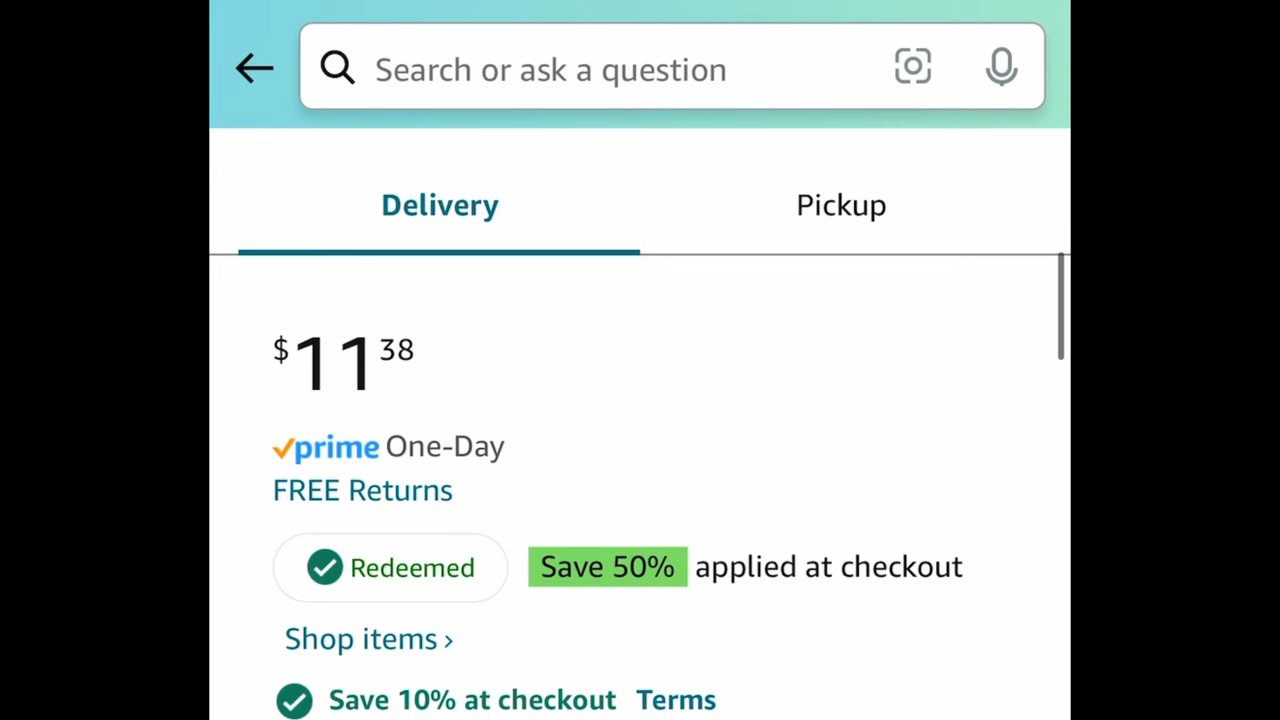 Search or ask a question
Delivery Pickup
$11 38
prime One-Day
FREE Returns
Redeemed Save 50% applied at checkout
Shop items ›
Save 10% at checkout Terms